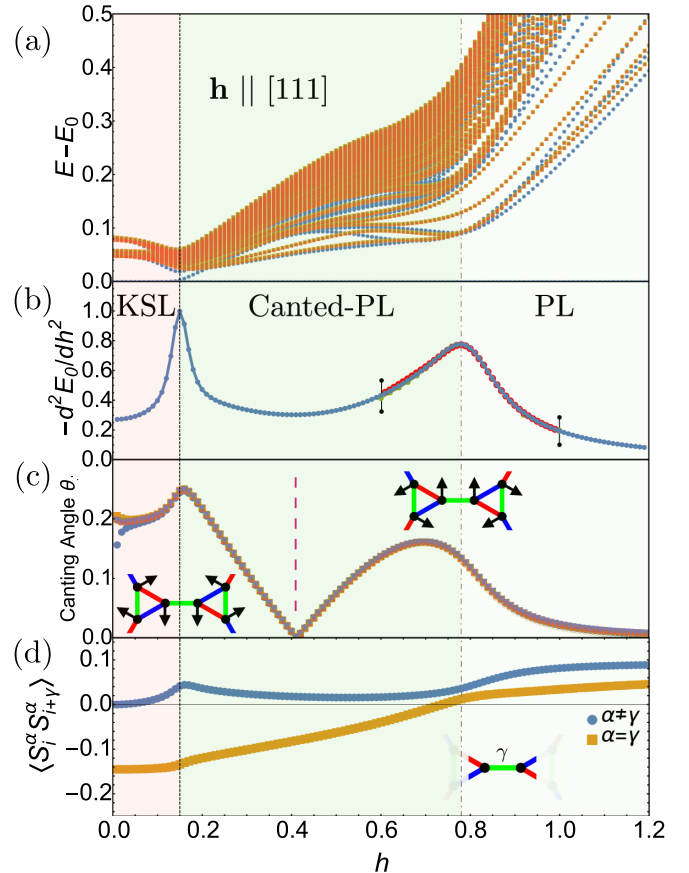 (a)
0.5
0.4
0.3
0.2
0.1
0.0
E−E₀
h || [111]
(b)
KSL
Canted-PL
PL
1.0
0.8
0.6
0.4
0.2
0.0
−d²E₀/dh²
(c)
0.2
0.1
0.0
Canting Angle θ
(d)
0.1
0.0
−0.1
−0.2
⟨SᵢᵅSᵢ₊ᵧᵅ⟩
α≠γ
α=γ
γ
0.0
0.2
0.4
0.6
0.8
1.0
1.2
h